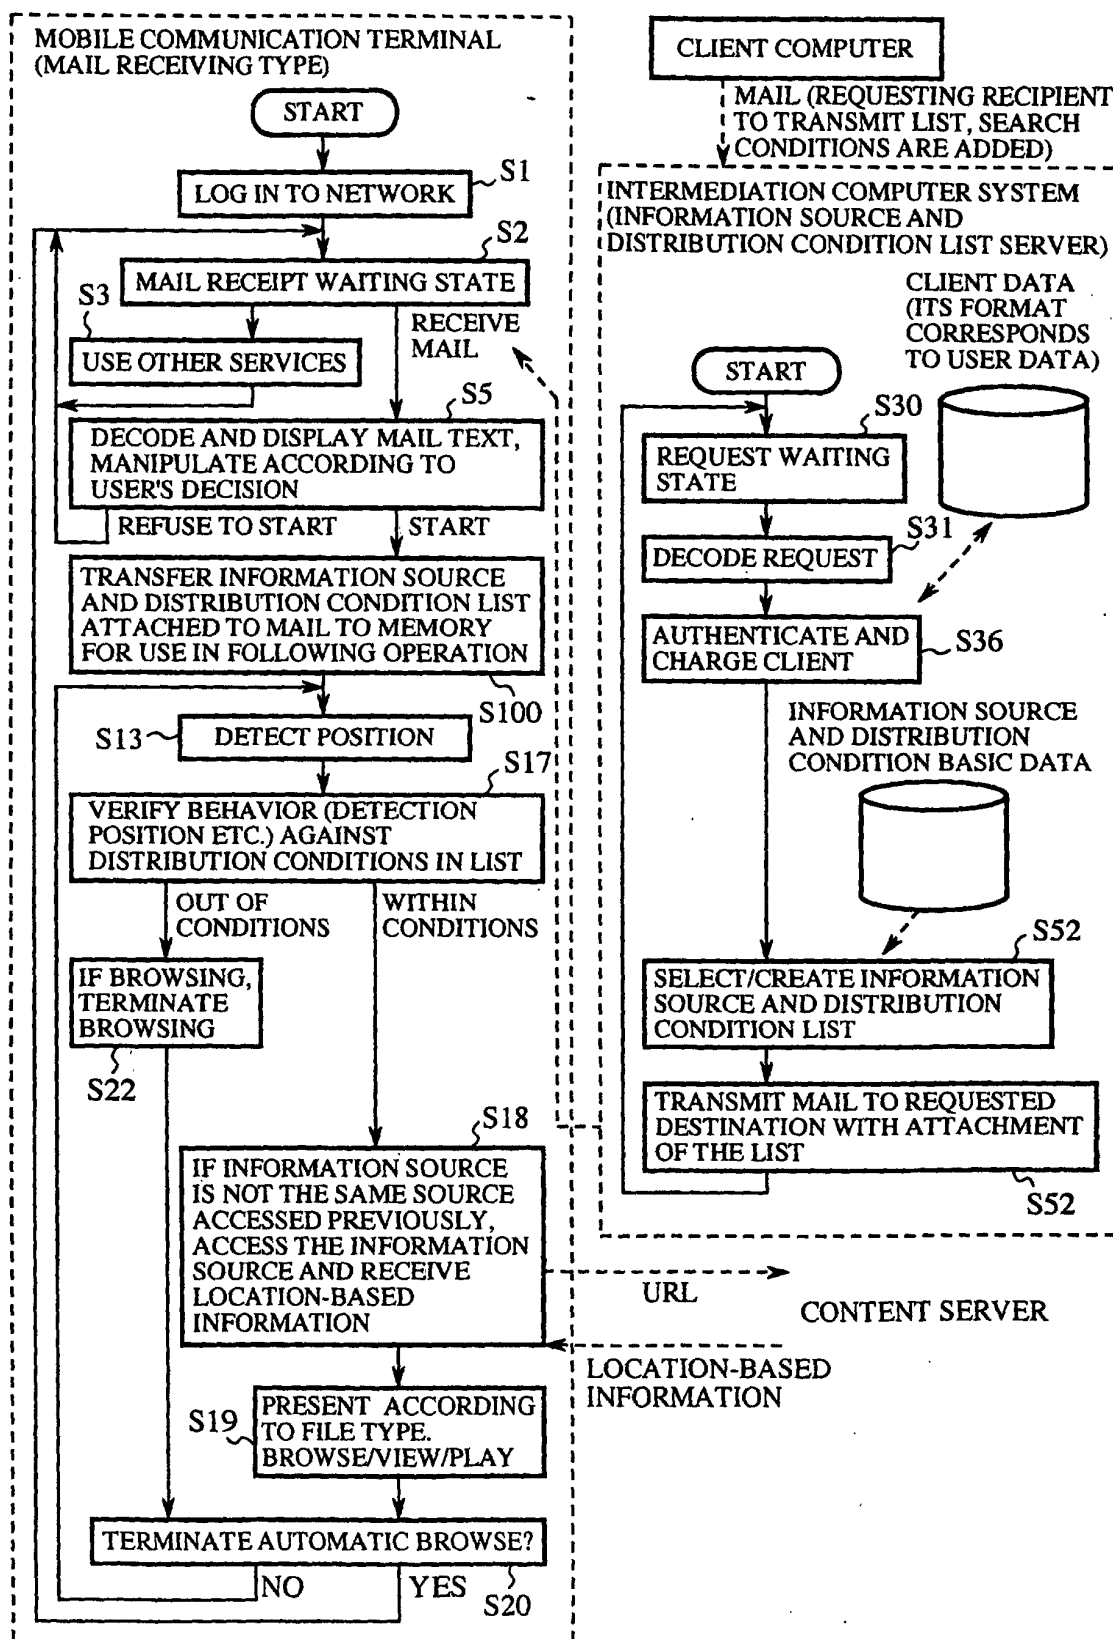 MOBILE COMMUNICATION TERMINAL
(MAIL RECEIVING TYPE)
START
S1
LOG IN TO NETWORK
S2
MAIL RECEIPT WAITING STATE
S3
RECEIVE
MAIL
USE OTHER SERVICES
S5
DECODE AND DISPLAY MAIL TEXT,
MANIPULATE ACCORDING TO
USER'S DECISION
REFUSE TO START
START
TRANSFER INFORMATION SOURCE
AND DISTRIBUTION CONDITION LIST
ATTACHED TO MAIL TO MEMORY
FOR USE IN FOLLOWING OPERATION
S100
S13
DETECT POSITION
S17
VERIFY BEHAVIOR (DETECTION
POSITION ETC.) AGAINST
DISTRIBUTION CONDITIONS IN LIST
OUT OF
CONDITIONS
WITHIN
CONDITIONS
IF BROWSING,
TERMINATE
BROWSING
S22
S18
IF INFORMATION SOURCE
IS NOT THE SAME SOURCE
ACCESSED PREVIOUSLY,
ACCESS THE INFORMATION
SOURCE AND RECEIVE
LOCATION-BASED
INFORMATION
S19
PRESENT ACCORDING
TO FILE TYPE.
BROWSE/VIEW/PLAY
TERMINATE AUTOMATIC BROWSE?
NO
YES
S20
CLIENT COMPUTER
MAIL (REQUESTING RECIPIENT
TO TRANSMIT LIST, SEARCH
CONDITIONS ARE ADDED)
INTERMEDIATION COMPUTER SYSTEM
(INFORMATION SOURCE AND
DISTRIBUTION CONDITION LIST SERVER)
CLIENT DATA
(ITS FORMAT
CORRESPONDS
TO USER DATA)
START
S30
REQUEST WAITING
STATE
S31
DECODE REQUEST
AUTHENTICATE AND
CHARGE CLIENT
S36
INFORMATION SOURCE
AND DISTRIBUTION
CONDITION BASIC DATA
S52
SELECT/CREATE INFORMATION
SOURCE AND DISTRIBUTION
CONDITION LIST
TRANSMIT MAIL TO REQUESTED
DESTINATION WITH ATTACHMENT
OF THE LIST
S52
URL
CONTENT SERVER
LOCATION-BASED
INFORMATION